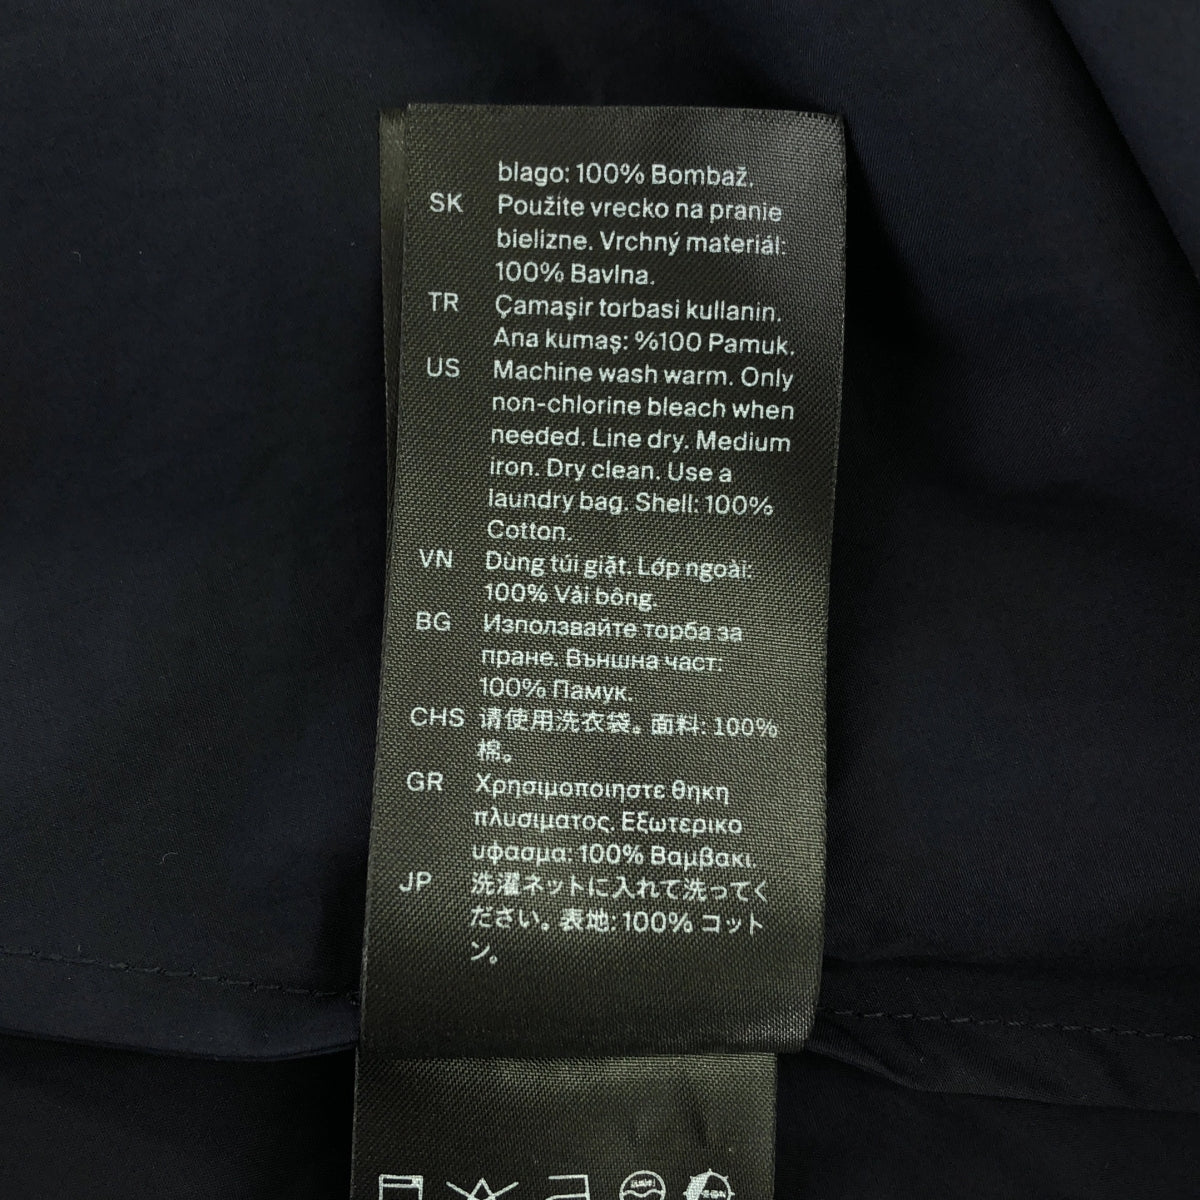 blago: 100% Bombaž.
SK Použite vrecko na pranie
bielizne. Vrchný materiál:
100% Bavlna.
TR Çamaşir torbasi kullanin.
Ana kumaş: %100 Pamuk.
US Machine wash warm. Only
non-chlorine bleach when
needed. Line dry. Medium
iron. Dry clean. Use a
laundry bag. Shell: 100%
Cotton.
VN Dùng túi giặt. Lớp ngoài:
100% Vải bông.
BG Използвайте торба за
пране. Външна част:
100% Памук.
CHS 请使用洗衣袋。面料: 100%
棉。
GR Χρησιμοποιηστε θηκη
πλυσιματος. Εξωτερικο
υφασμα: 100% Βαμβακι.
JP 洗濯ネットに入れて洗ってく
ださい。表地: 100% コット
ン。